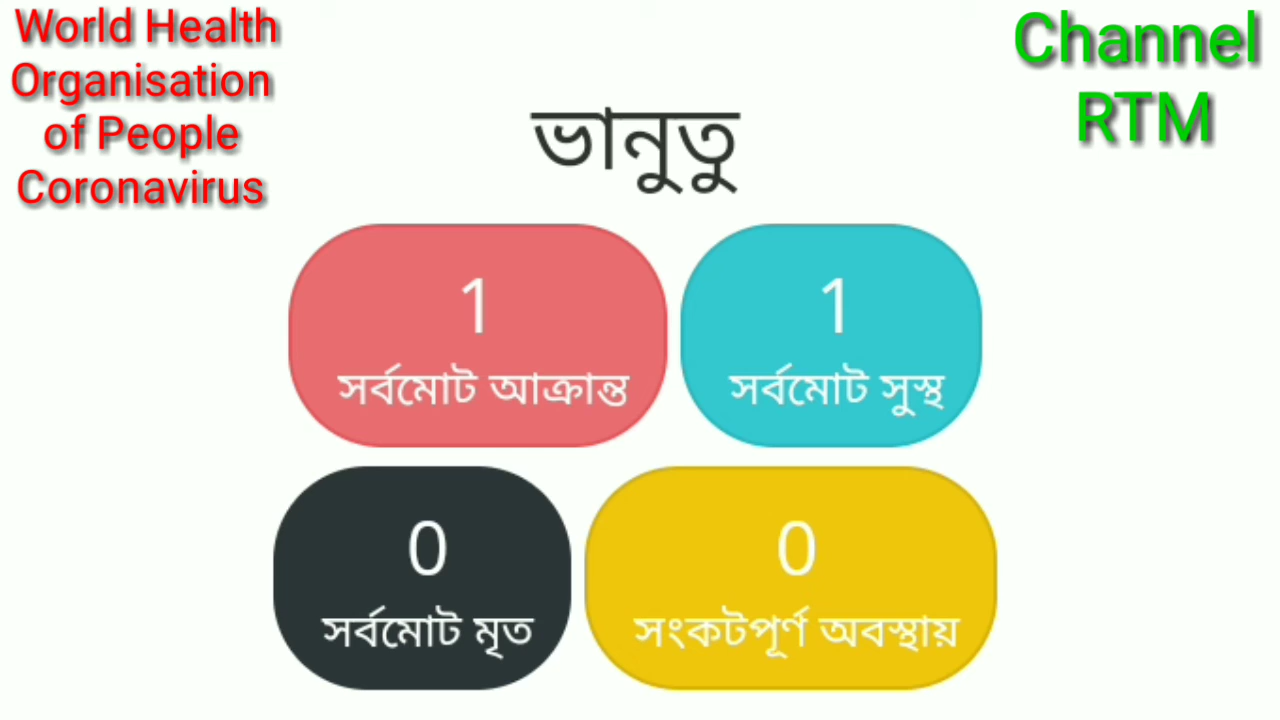 World Health
Organisation
of People
Coronavirus
Channel
RTM
ভানুতু
1
সর্বমোট আক্রান্ত
1
সর্বমোট সুস্থ
0
সর্বমোট মৃত
0
সংকটপূর্ণ অবস্থায়